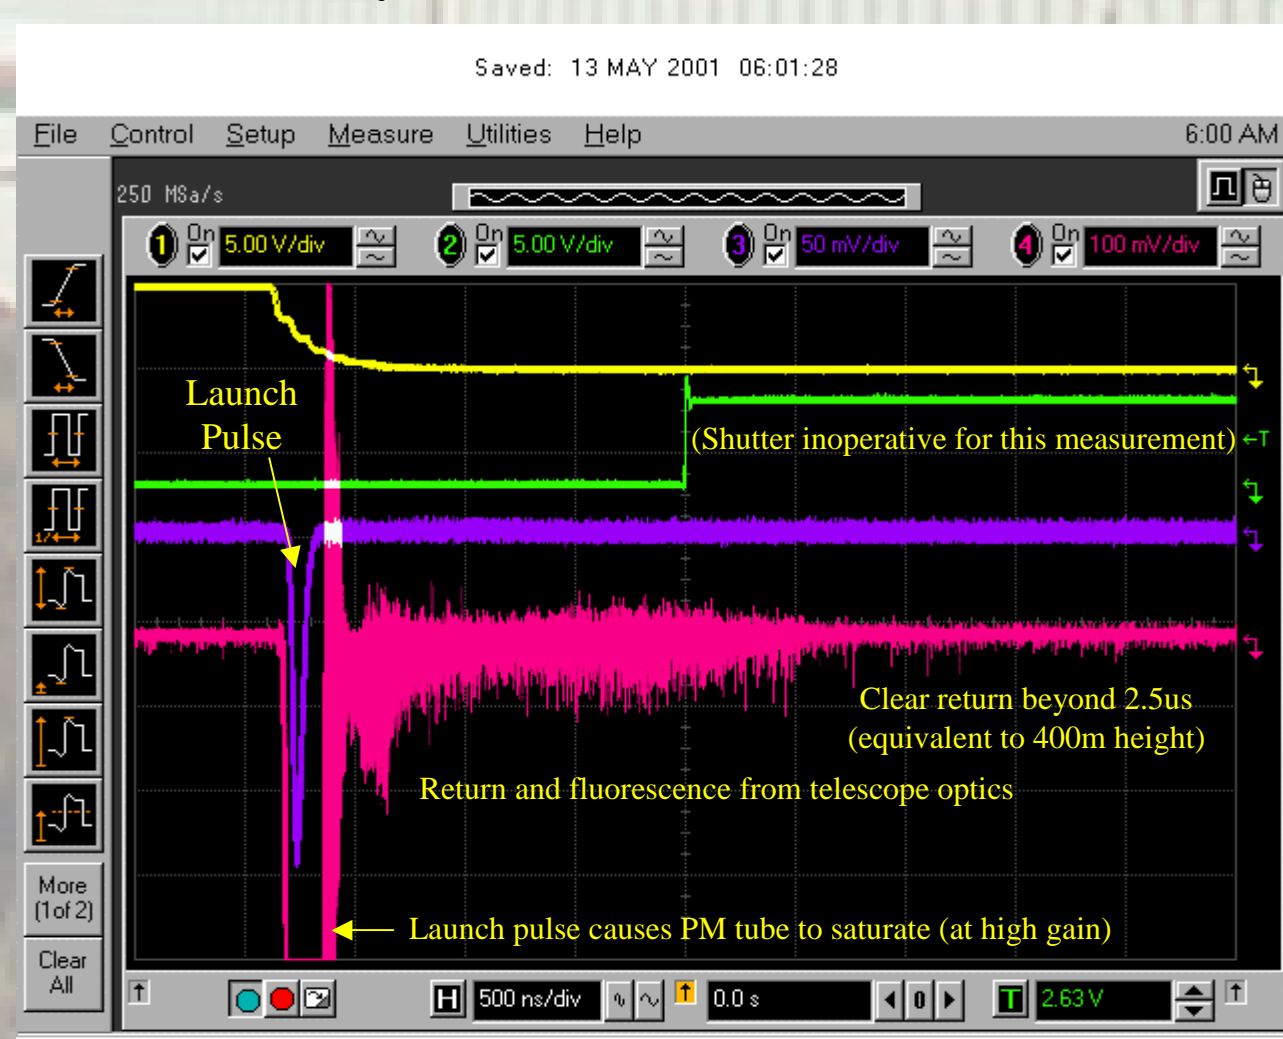 Saved: 13 MAY 2001 06:01:28
File Control Setup Measure Utilities Help 6:00 AM
250 MSa/s
1 On 5.00 V/div 2 On 5.00 V/div 3 On 50 mV/div 4 On 100 mV/div
Launch
Pulse
(Shutter inoperative for this measurement)
T
1/
Clear return beyond 2.5us
(equivalent to 400m height)
Return and fluorescence from telescope optics
Launch pulse causes PM tube to saturate (at high gain)
More
(1 of 2)
Clear
All
H 500 ns/div 0.0 s 0 T 2.63 V